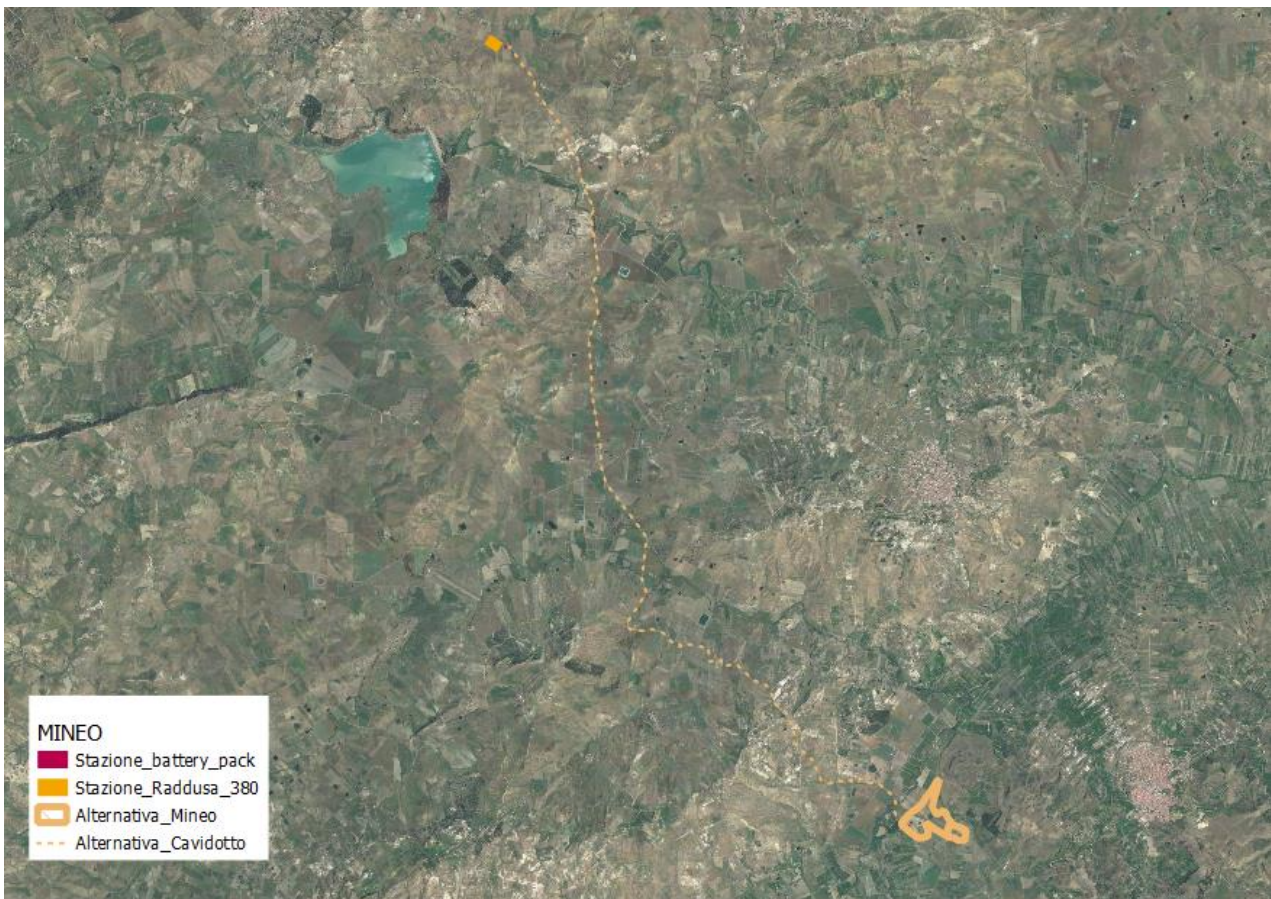 MINEO
Stazione_battery_pack
Stazione_Raddusa_380
Alternativa_Mineo
Alternativa_Cavidotto